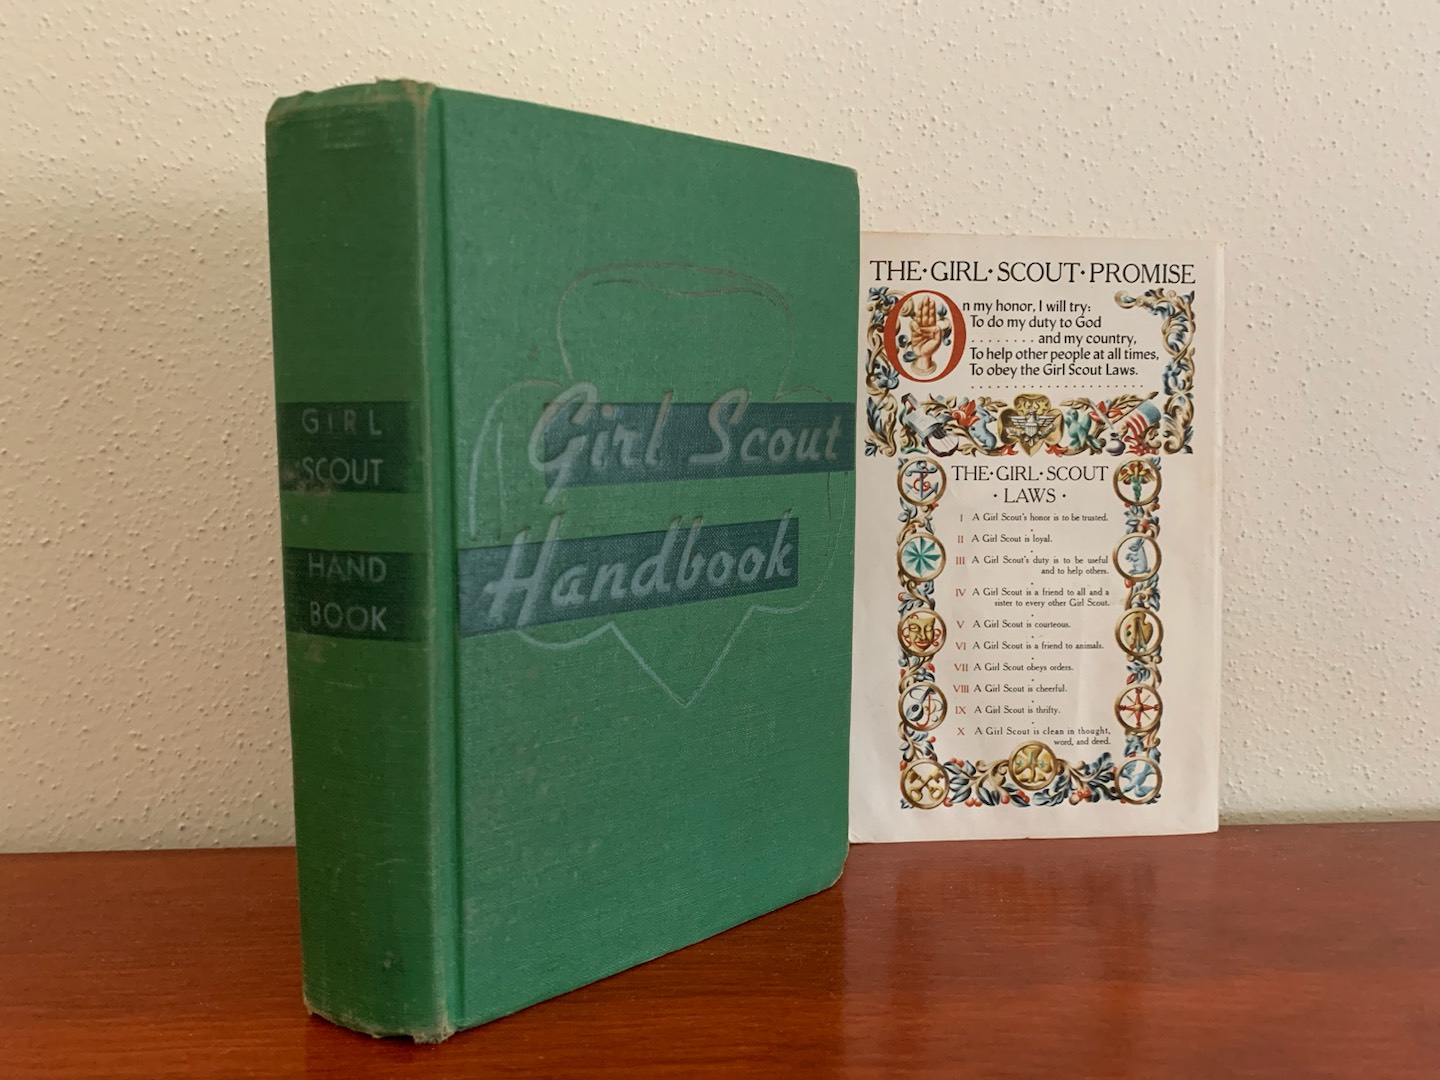 GIRL
SCOUT
HAND
BOOK
Girl Scout
Handbook
THE·GIRL·SCOUT·PROMISE
On my honor, I will try:
To do my duty to God
. . . . . . . . and my country,
To help other people at all times,
To obey the Girl Scout Laws.
THE·GIRL·SCOUT
·LAWS·
I A Girl Scout's honor is to be trusted.
II A Girl Scout is loyal.
III A Girl Scout's duty is to be useful
and to help others.
IV A Girl Scout is a friend to all and a
sister to every other Girl Scout.
V A Girl Scout is courteous.
VI A Girl Scout is a friend to animals.
VII A Girl Scout obeys orders.
VIII A Girl Scout is cheerful.
IX A Girl Scout is thrifty.
X A Girl Scout is clean in thought,
word, and deed.